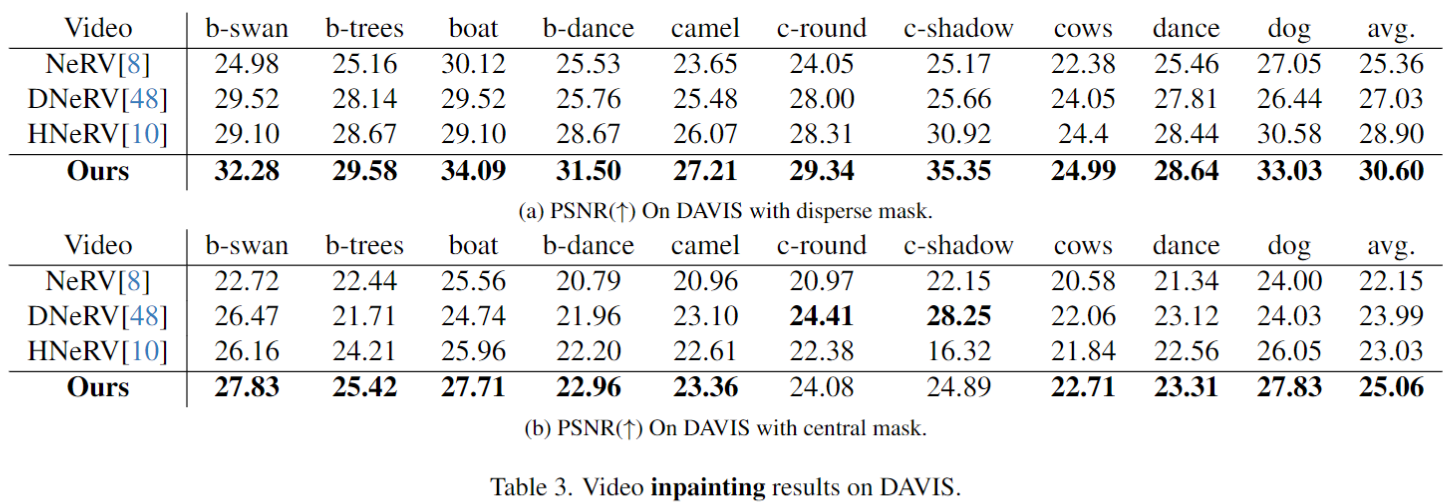 Video b-swan b-trees boat b-dance camel c-round c-shadow cows dance dog avg.
NeRV[8] 24.98 25.16 30.12 25.53 23.65 24.05 25.17 22.38 25.46 27.05 25.36
DNeRV[48] 29.52 28.14 29.52 25.76 25.48 28.00 25.66 24.05 27.81 26.44 27.03
HNeRV[10] 29.10 28.67 29.10 28.67 26.07 28.31 30.92 24.4 28.44 30.58 28.90
Ours 32.28 29.58 34.09 31.50 27.21 29.34 35.35 24.99 28.64 33.03 30.60
(a) PSNR(↑) On DAVIS with disperse mask.
Video b-swan b-trees boat b-dance camel c-round c-shadow cows dance dog avg.
NeRV[8] 22.72 22.44 25.56 20.79 20.96 20.97 22.15 20.58 21.34 24.00 22.15
DNeRV[48] 26.47 21.71 24.74 21.96 23.10 24.41 28.25 22.06 23.12 24.03 23.99
HNeRV[10] 26.16 24.21 25.96 22.20 22.61 22.38 16.32 21.84 22.56 26.05 23.03
Ours 27.83 25.42 27.71 22.96 23.36 24.08 24.89 22.71 23.31 27.83 25.06
(b) PSNR(↑) On DAVIS with central mask.
Table 3. Video inpainting results on DAVIS.